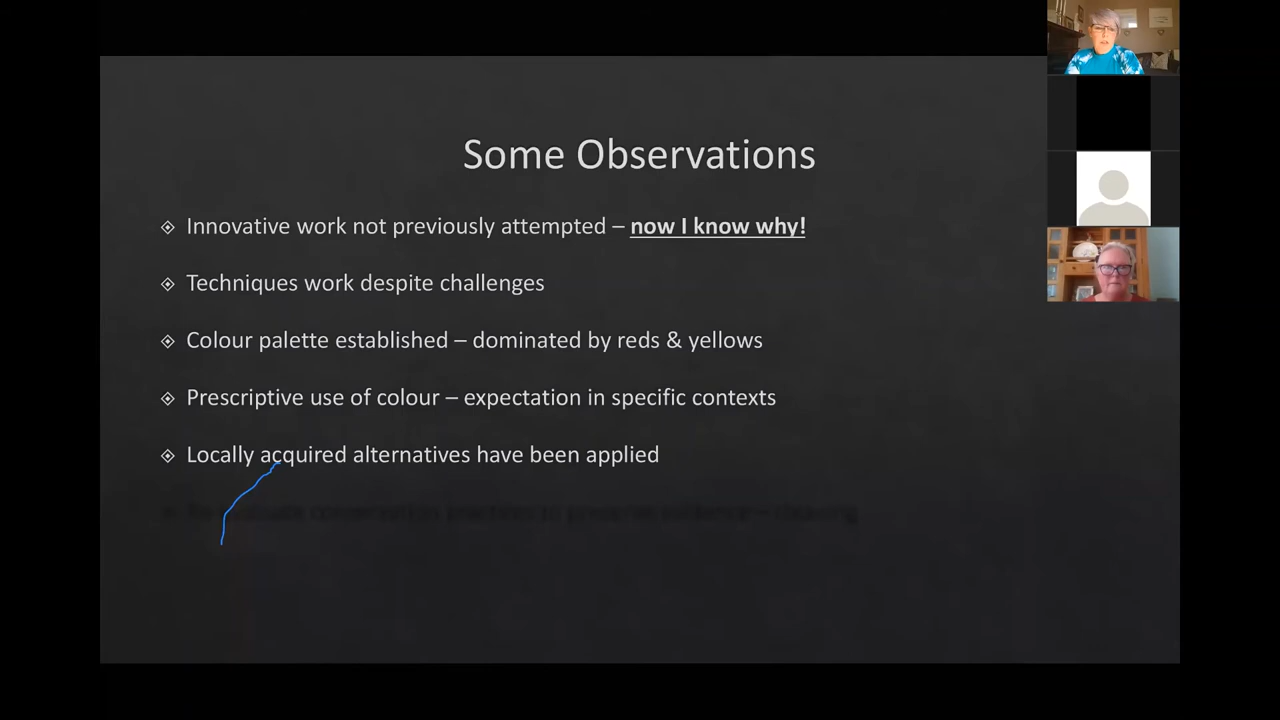 Some Observations
Innovative work not previously attempted – now I know why!
Techniques work despite challenges
Colour palette established – dominated by reds & yellows
Prescriptive use of colour – expectation in specific contexts
Locally acquired alternatives have been applied